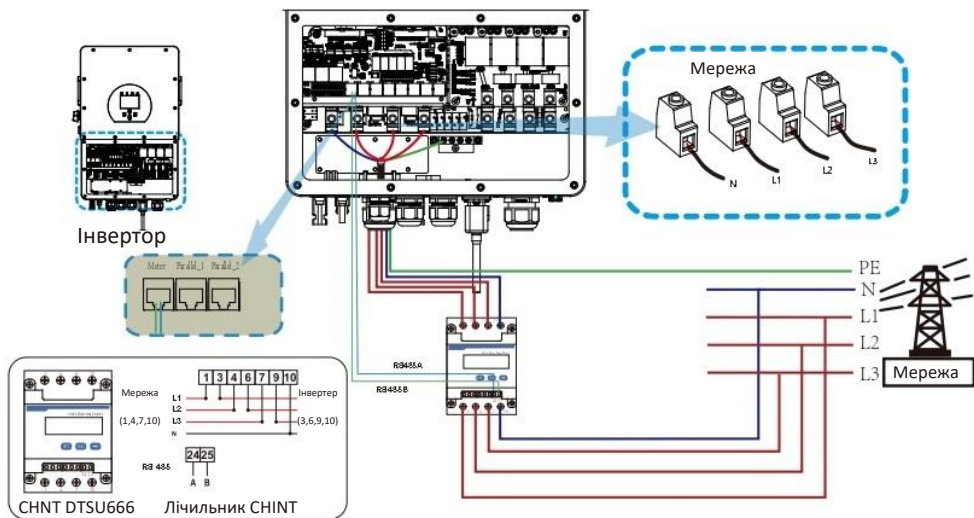 Мережа
N
L1
L2
L3
Інвертор
Meter Parallel_1 Parallel_2
PE
N
L1
L2
L3
Мережа
RS485A
RS485B
1 3 4 6 7 9 10
Мережа
(1,4,7,10)
L1
L2
L3
N
Інвертер
(3,6,9,10)
RS 485
24 25
A B
CHNT DTSU666
Лічильник CHINT